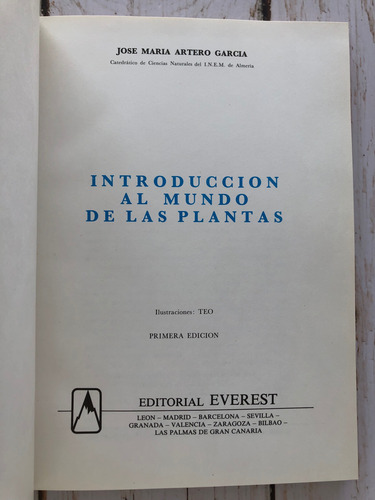 JOSE MARIA ARTERO GARCIA
Catedrático de Ciencias Naturales del I.N.E.M. de Almería
INTRODUCCION
AL MUNDO
DE LAS PLANTAS
Ilustraciones: TEO
PRIMERA EDICION
EDITORIAL EVEREST
LEON – MADRID – BARCELONA – SEVILLA –
GRANADA – VALENCIA – ZARAGOZA – BILBAO –
LAS PALMAS DE GRAN CANARIA